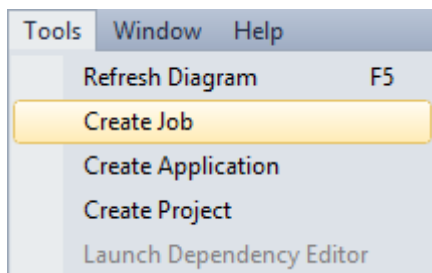 Tools Window Help
Refresh Diagram F5
Create Job
Create Application
Create Project
Launch Dependency Editor